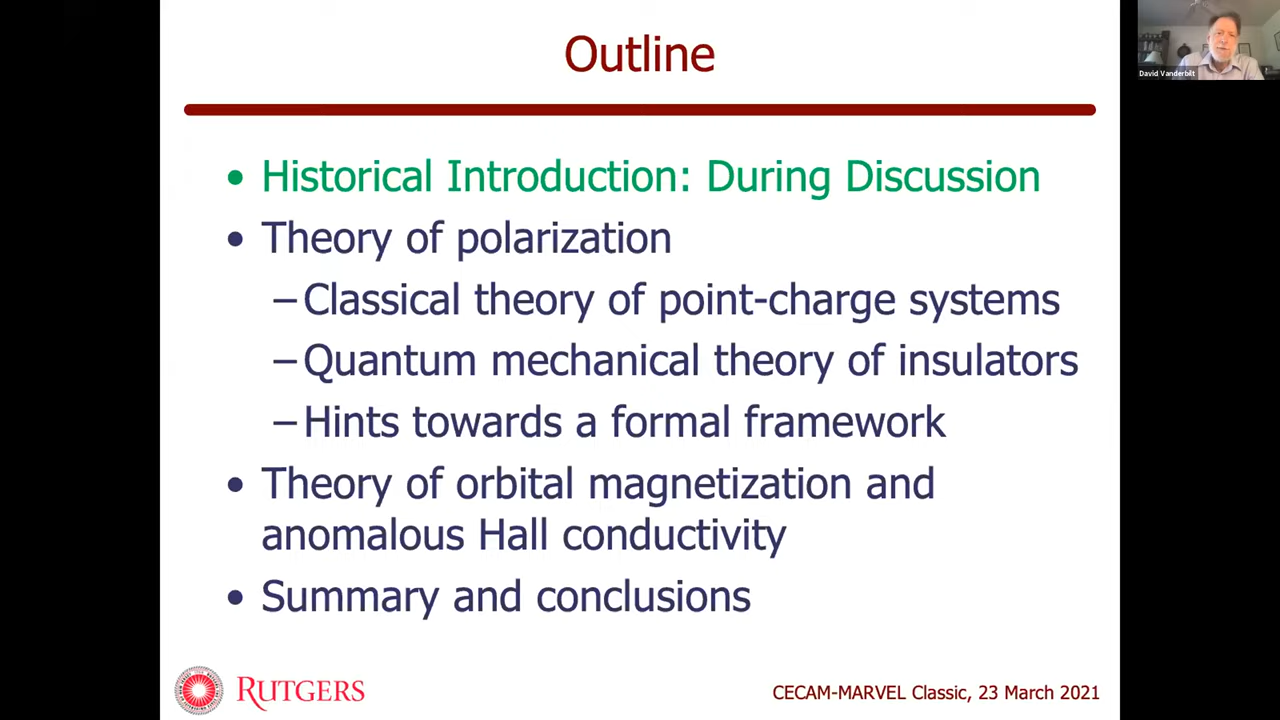 Outline
• Historical Introduction: During Discussion
• Theory of polarization
–Classical theory of point-charge systems
–Quantum mechanical theory of insulators
–Hints towards a formal framework
• Theory of orbital magnetization and
anomalous Hall conductivity
• Summary and conclusions
RUTGERS
CECAM-MARVEL Classic, 23 March 2021
David Vanderbilt